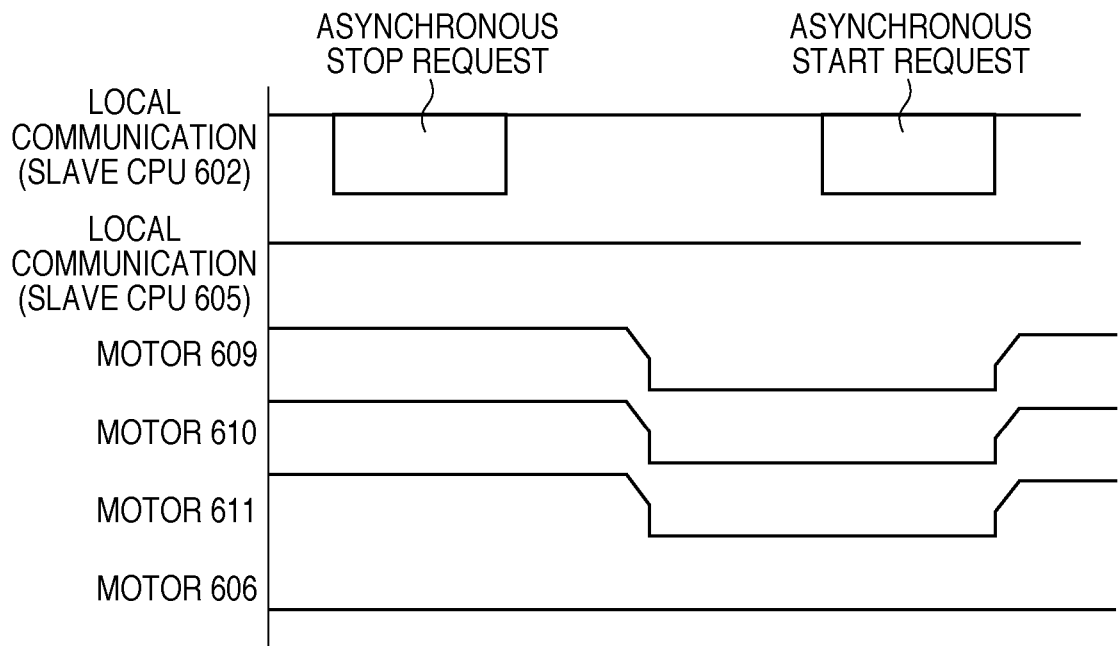 ASYNCHRONOUS
STOP REQUEST
ASYNCHRONOUS
START REQUEST
LOCAL
COMMUNICATION
(SLAVE CPU 602)
LOCAL
COMMUNICATION
(SLAVE CPU 605)
MOTOR 609
MOTOR 610
MOTOR 611
MOTOR 606